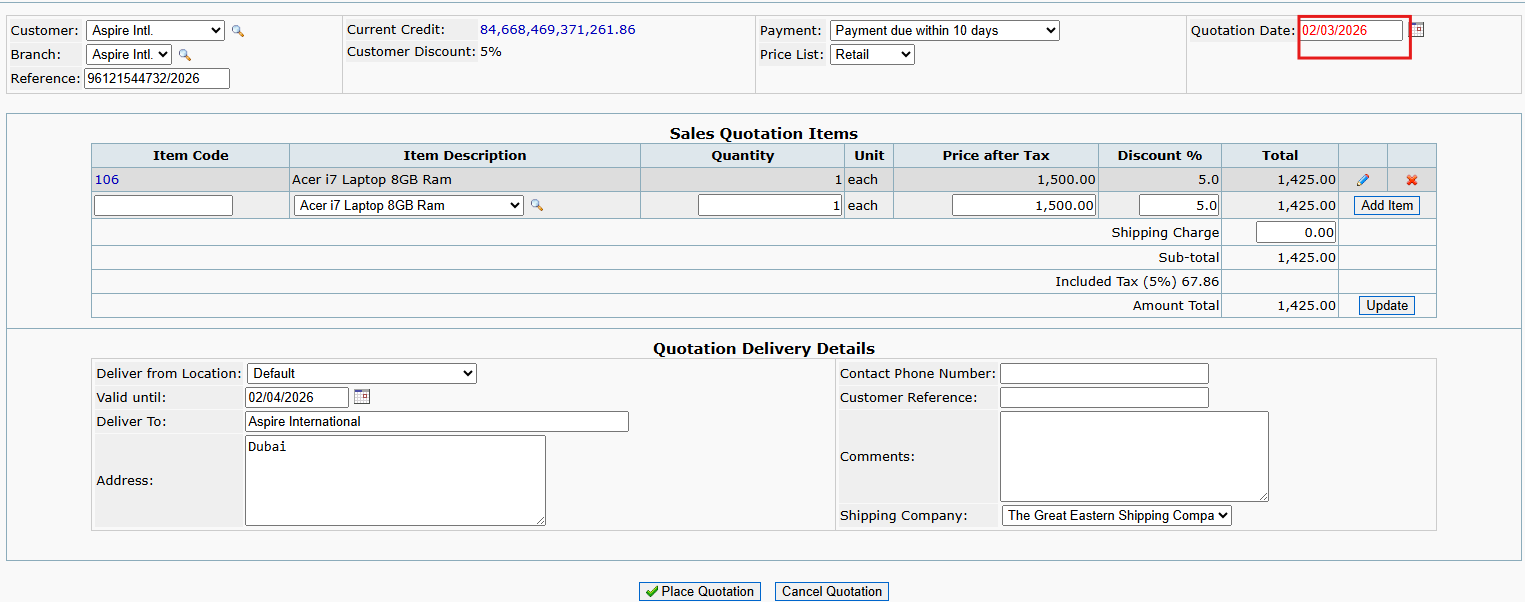 Customer: Aspire Intl. Current Credit: 84,668,469,371,261.86 Payment: Payment due within 10 days Quotation Date: 02/03/2026
Branch: Aspire Intl. Customer Discount: 5% Price List: Retail
Reference: 96121544732/2026
Sales Quotation Items
Item Code Item Description Quantity Unit Price after Tax Discount % Total
106 Acer i7 Laptop 8GB Ram 1 each 1,500.00 5.0 1,425.00
Acer i7 Laptop 8GB Ram 1 each 1,500.00 5.0 1,425.00 Add Item
Shipping Charge 0.00
Sub-total 1,425.00
Included Tax (5%) 67.86
Amount Total 1,425.00 Update
Quotation Delivery Details
Deliver from Location: Default Contact Phone Number:
Valid until: 02/04/2026 Customer Reference:
Deliver To: Aspire International
Address: Dubai Comments:
Shipping Company: The Great Eastern Shipping Compa
Place Quotation Cancel Quotation